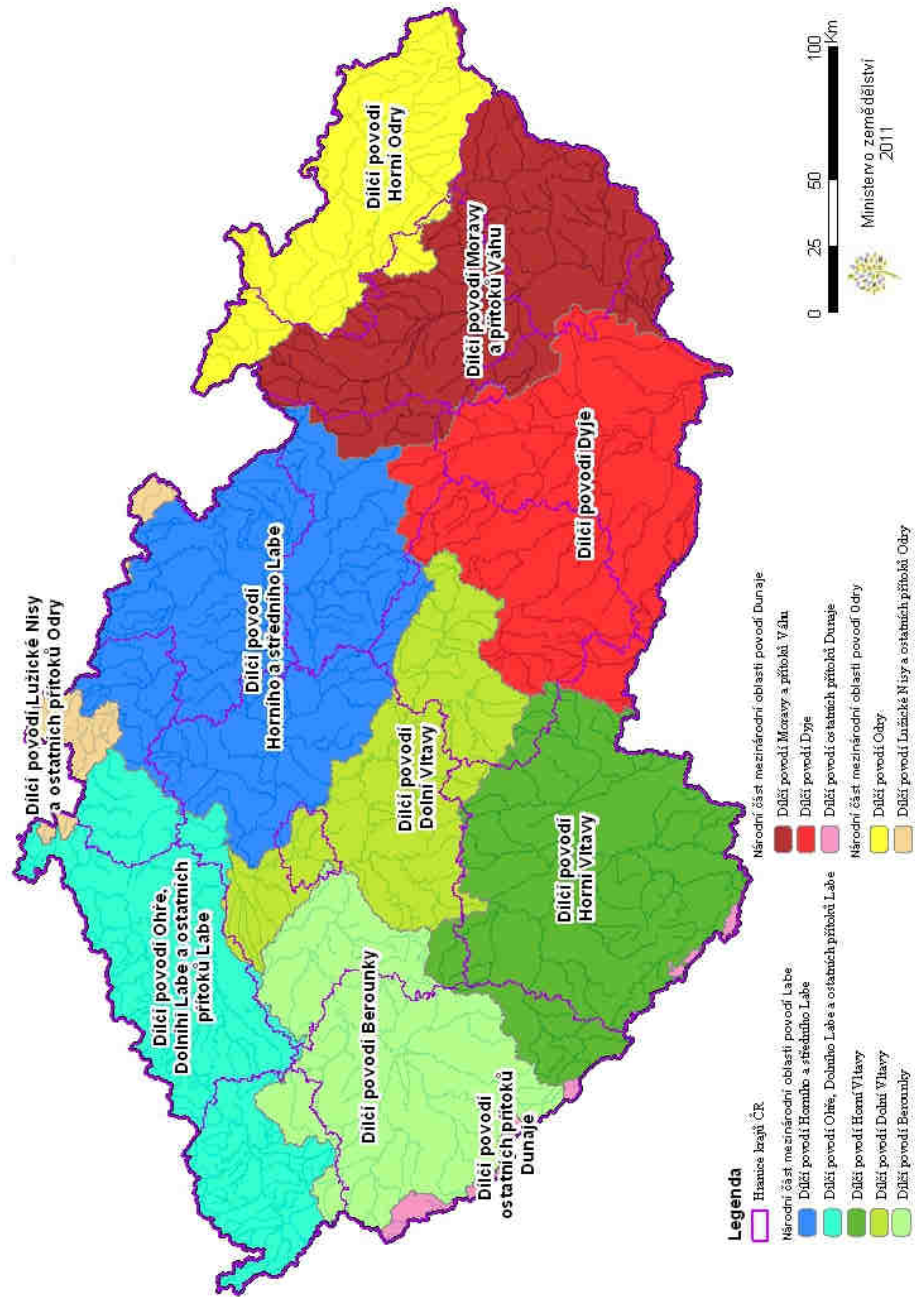 Dílčí povodí Lužické Nisy
a ostatních přítoků Odry
Dílčí povodí Ohře,
Dolního Labe a ostatních
přítoků Labe
Dílčí povodí
Horního a středního Labe
Dílčí povodí
Horní Odry
Dílčí povodí Berounky
Dílčí povodí
Dolní Vltavy
Dílčí povodí Moravy
a přítoků Váhu
Dílčí povodí
ostatních přítoků
Dunaje
Dílčí povodí
Horní Vltavy
Dílčí povodí Dyje
Legenda
Hranice krajů ČR
Národní část mezinárodní oblasti povodí Labe
Dílčí povodí Horního a středního Labe
Dílčí povodí Ohře, Dolního Labe a ostatních přítoků Labe
Dílčí povodí Horní Vltavy
Dílčí povodí Dolní Vltavy
Dílčí povodí Berounky
Národní část mezinárodní oblasti povodí Dunaje
Dílčí povodí Moravy a přítoků Váhu
Dílčí povodí Dyje
Dílčí povodí ostatních přítoků Dunaje
Národní část mezinárodní oblasti povodí Odry
Dílčí povodí Odry
Dílčí povodí Lužické Nisy a ostatních přítoků Odry
0 25 50 100
Km
Ministervo zemědělství
2011